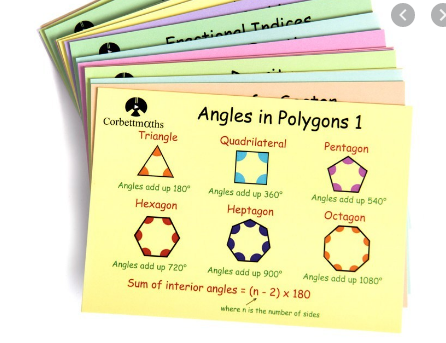 Fractional Indices
Angles in Polygons 1
Corbettmαths
Triangle
Quadrilateral
Pentagon
Angles add up 180°
Angles add up 360°
Angles add up 540°
Hexagon
Heptagon
Octagon
Angles add up 720°
Angles add up 900°
Angles add up 1080°
Sum of interior angles = (n - 2) x 180
where n is the number of sides